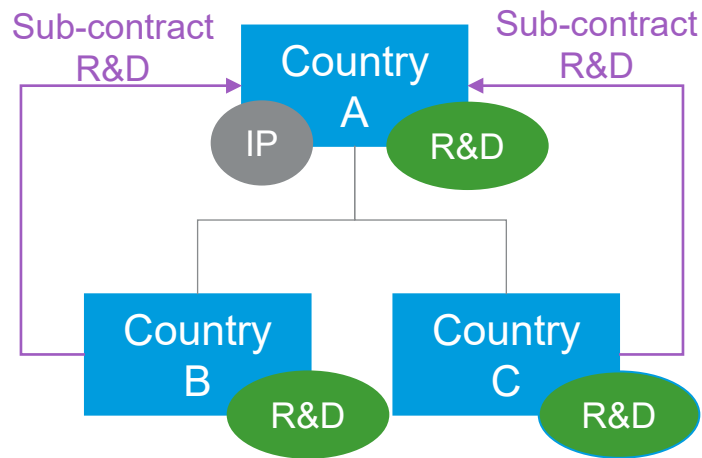 Sub-contract
R&D
Country
A
Sub-contract
R&D
IP
R&D
Country
B
Country
C
R&D
R&D